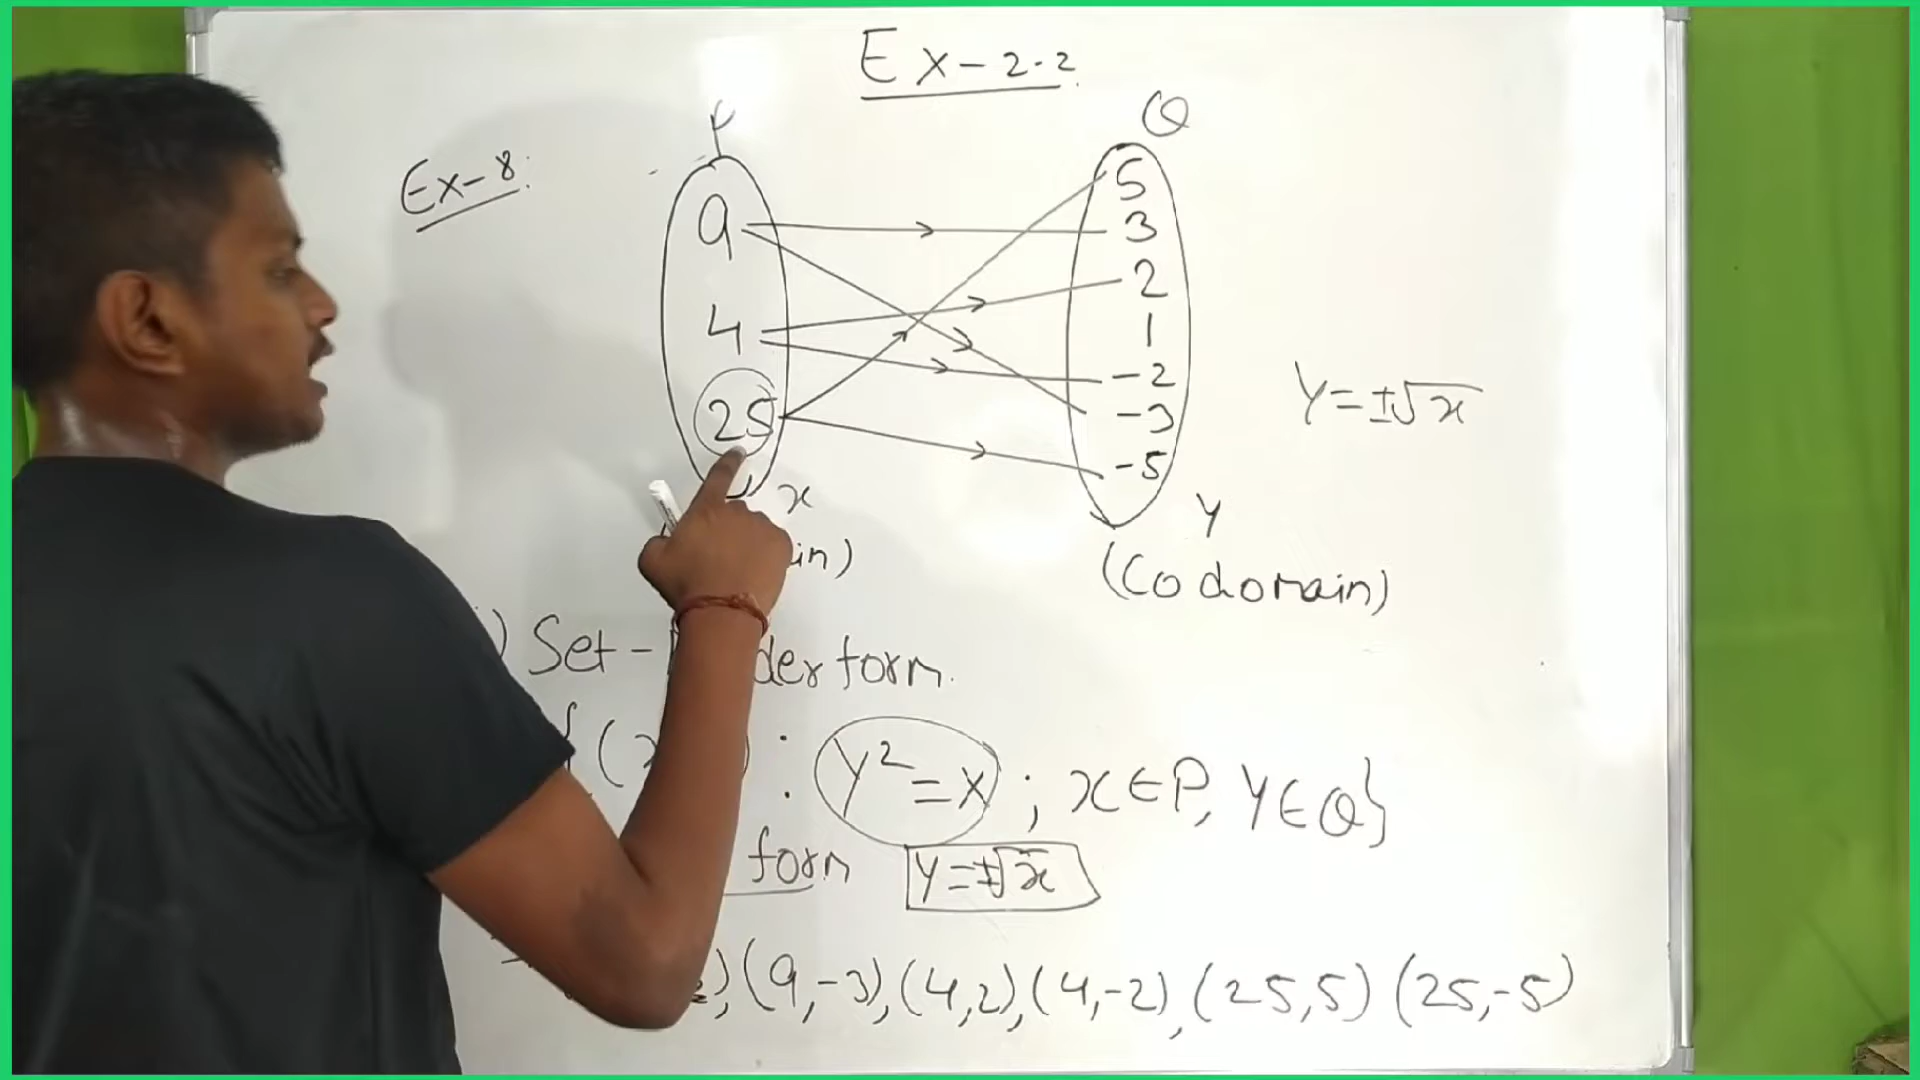 Ex-2.2
Ex-8.
Q
9
4
25
5
3
2
1
-2
-3
-5
Y=±√x
x
Y
(Codomain)
Set-
der form.
: Y²=x ; x∈P, Y∈Q}
form Y=±√x
),(9,-3),(4,2),(4,-2),(25,5) (25,-5)